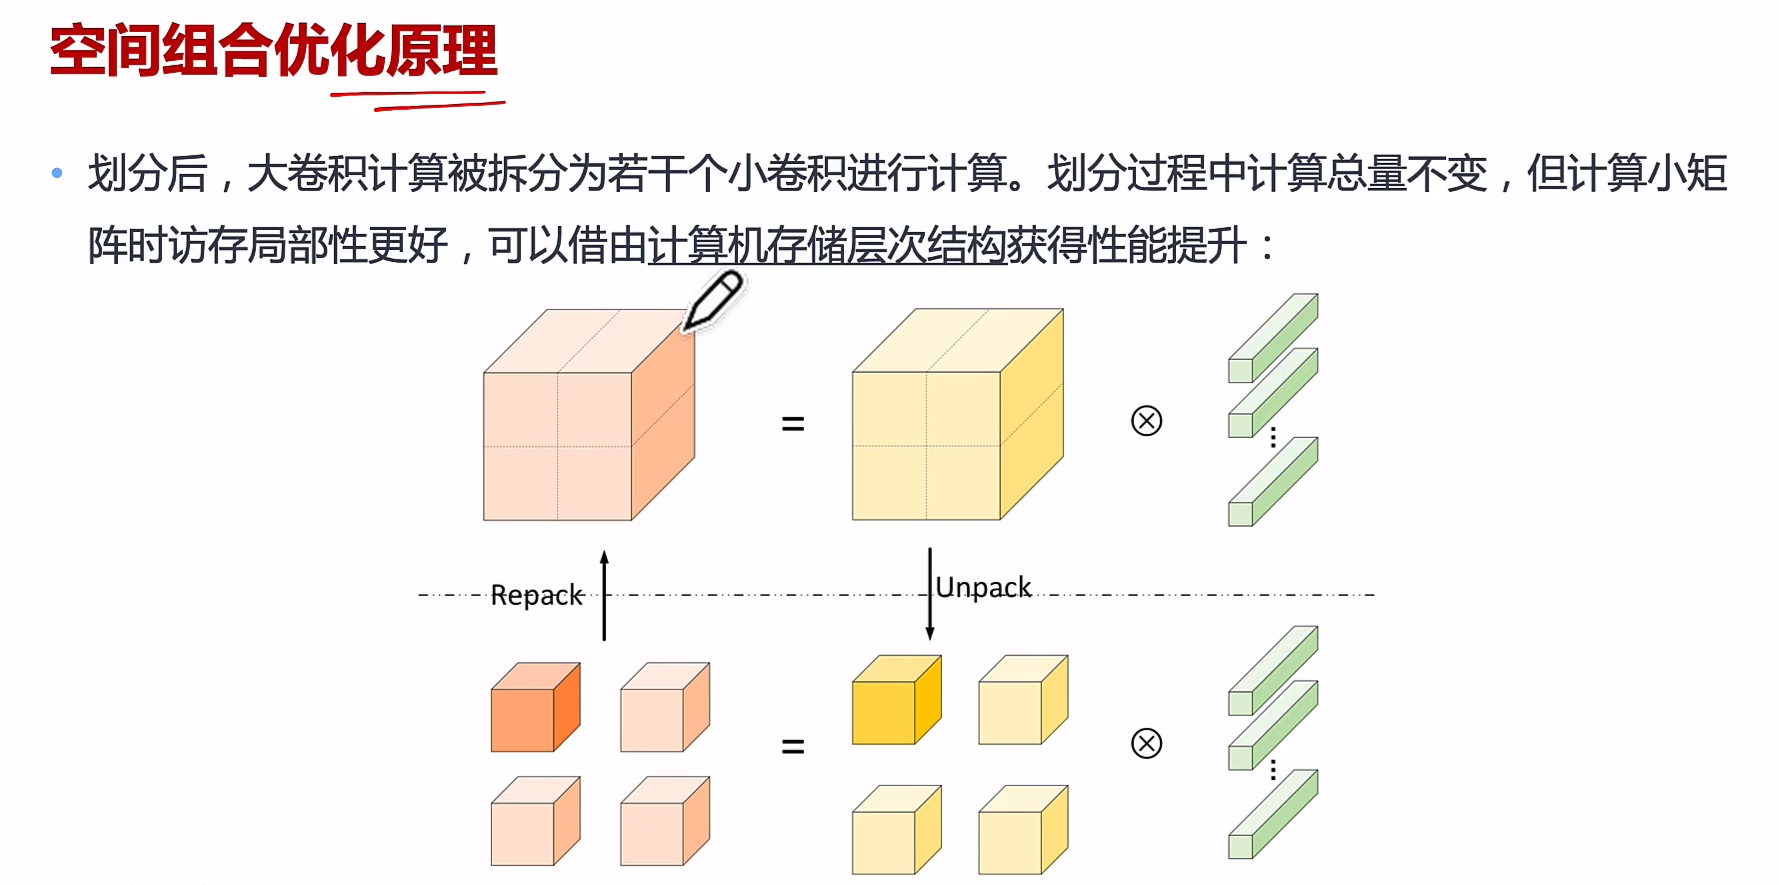 空间组合优化原理
• 划分后，大卷积计算被拆分为若干个小卷积进行计算。划分过程中计算总量不变，但计算小矩
阵时访存局部性更好，可以借由计算机存储层次结构获得性能提升：
= ⊗
⋮
Repack Unpack
= ⊗
⋮